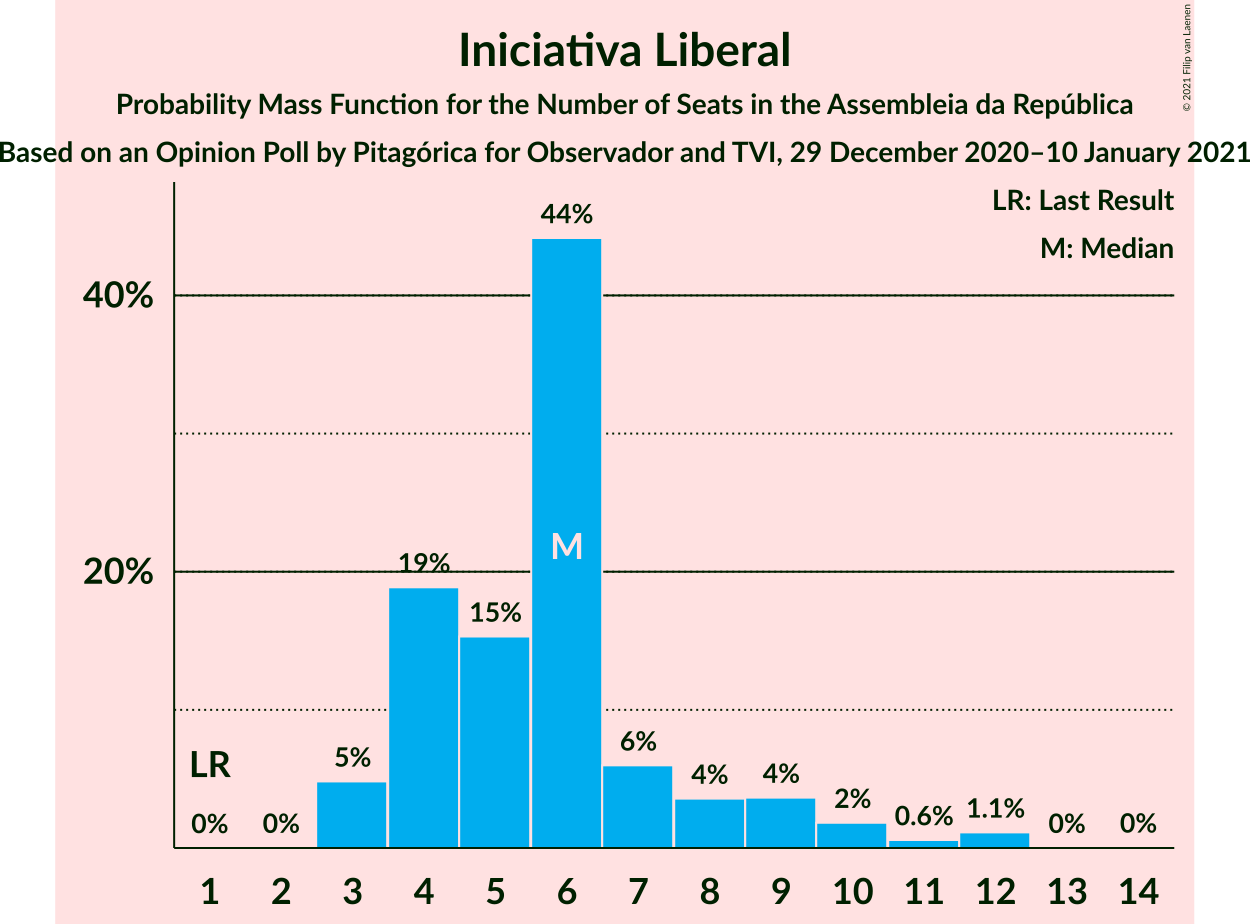 Iniciativa Liberal
Probability Mass Function for the Number of Seats in the Assembleia da República
Based on an Opinion Poll by Pitagórica for Observador and TVI, 29 December 2020–10 January 2021
© 2021 Filip van Laenen
LR: Last Result
M: Median
44%
40%
M
19%
20%
15%
LR
5%
6%
4%
4%
2%
0.6%
1.1%
0%
0%
0%
0%
1 2 3 4 5 6 7 8 9 10 11 12 13 14